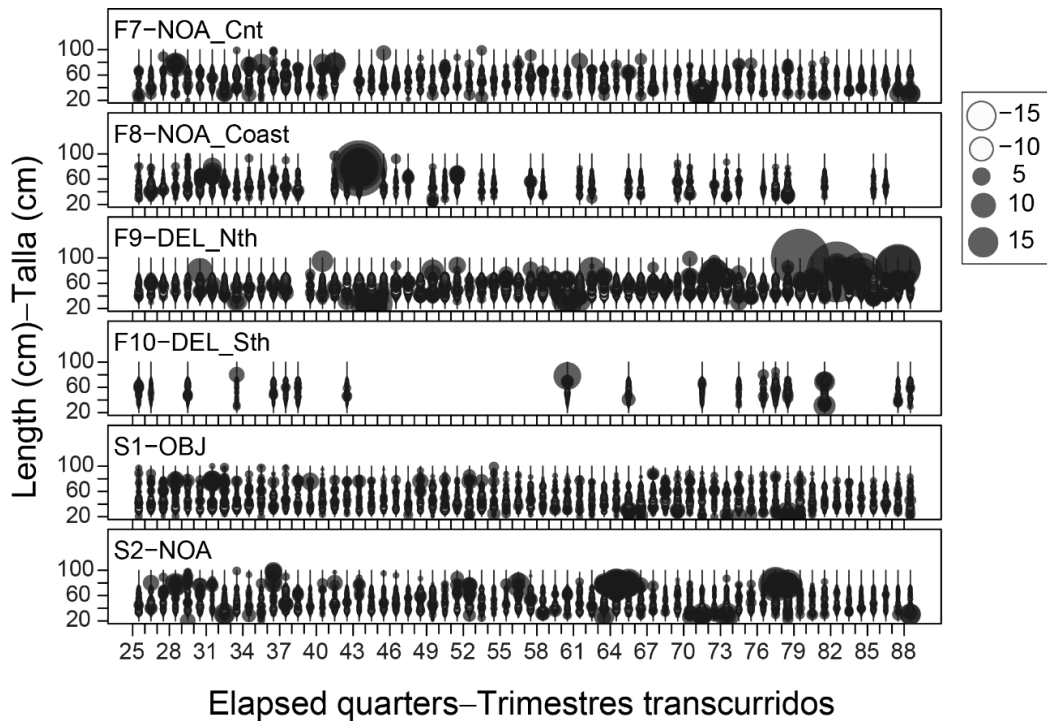 F7−NOA_Cnt
100
60
20
F8−NOA_Coast
100
60
20
F9−DEL_Nth
100
60
20
F10−DEL_Sth
100
60
20
S1−OBJ
100
60
20
S2−NOA
100
60
20
Length (cm)−Talla (cm)
25 28 31 34 37 40 43 46 49 52 55 58 61 64 67 70 73 76 79 82 85 88
Elapsed quarters−Trimestres transcurridos
−15
−10
5
10
15